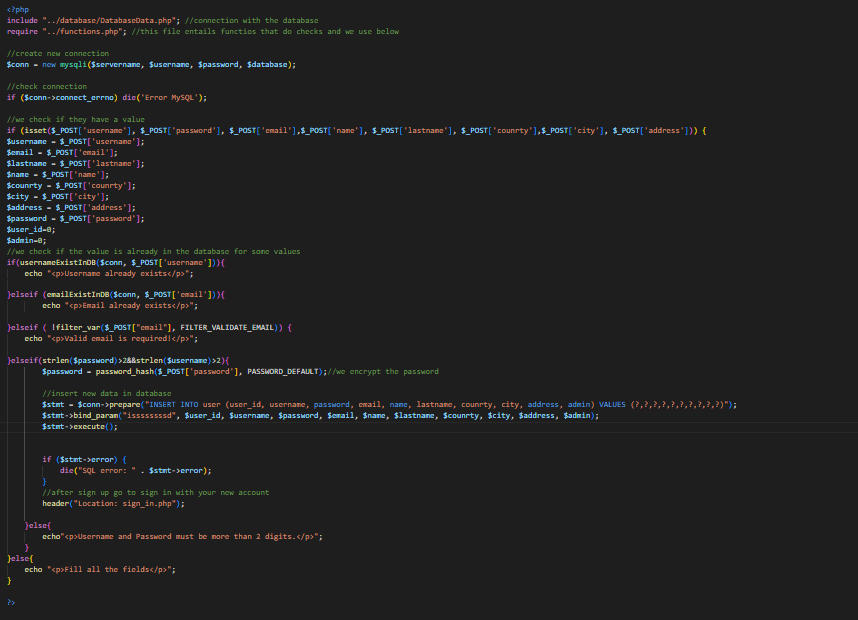 <?php
include "../database/DatabaseData.php"; //connection with the database
require "../functions.php"; //this file entails functios that do checks and we use below
//create new connection
$conn = new mysqli($servername, $username, $password, $database);
//check connection
if ($conn->connect_errno) die('Error MySQL');
//we check if they have a value
if (isset($_POST['username'], $_POST['password'], $_POST['email'],$_POST['name'], $_POST['lastname'], $_POST['counrty'],$_POST['city'], $_POST['address'])) {
$username = $_POST['username'];
$email = $_POST['email'];
$lastname = $_POST['lastname'];
$name = $_POST['name'];
$counrty = $_POST['counrty'];
$city = $_POST['city'];
$address = $_POST['address'];
$password = $_POST['password'];
$user_id=0;
$admin=0;
//we check if the value is already in the database for some values
if(usernameExistInDB($conn, $_POST['username'])){
echo "<p>Username already exists</p>";
}elseif (emailExistInDB($conn, $_POST['email'])){
echo "<p>Email already exists</p>";
}elseif ( !filter_var($_POST["email"], FILTER_VALIDATE_EMAIL)) {
echo "<p>Valid email is required!</p>";
}elseif(strlen($password)>2&&strlen($username)>2){
$password = password_hash($_POST['password'], PASSWORD_DEFAULT);//we encrypt the password
//insert new data in database
$stmt = $conn->prepare("INSERT INTO user (user_id, username, password, email, name, lastname, counrty, city, address, admin) VALUES (?,?,?,?,?,?,?,?,?,?)");
$stmt->bind_param("issssssssd", $user_id, $username, $password, $email, $name, $lastname, $counrty, $city, $address, $admin);
$stmt->execute();
if ($stmt->error) {
die("SQL error: " . $stmt->error);
}
//after sign up go to sign in with your new account
header("Location: sign_in.php");
}else{
echo"<p>Username and Password must be more than 2 digits.</p>";
}
}else{
echo "<p>Fill all the fields</p>";
}
?>